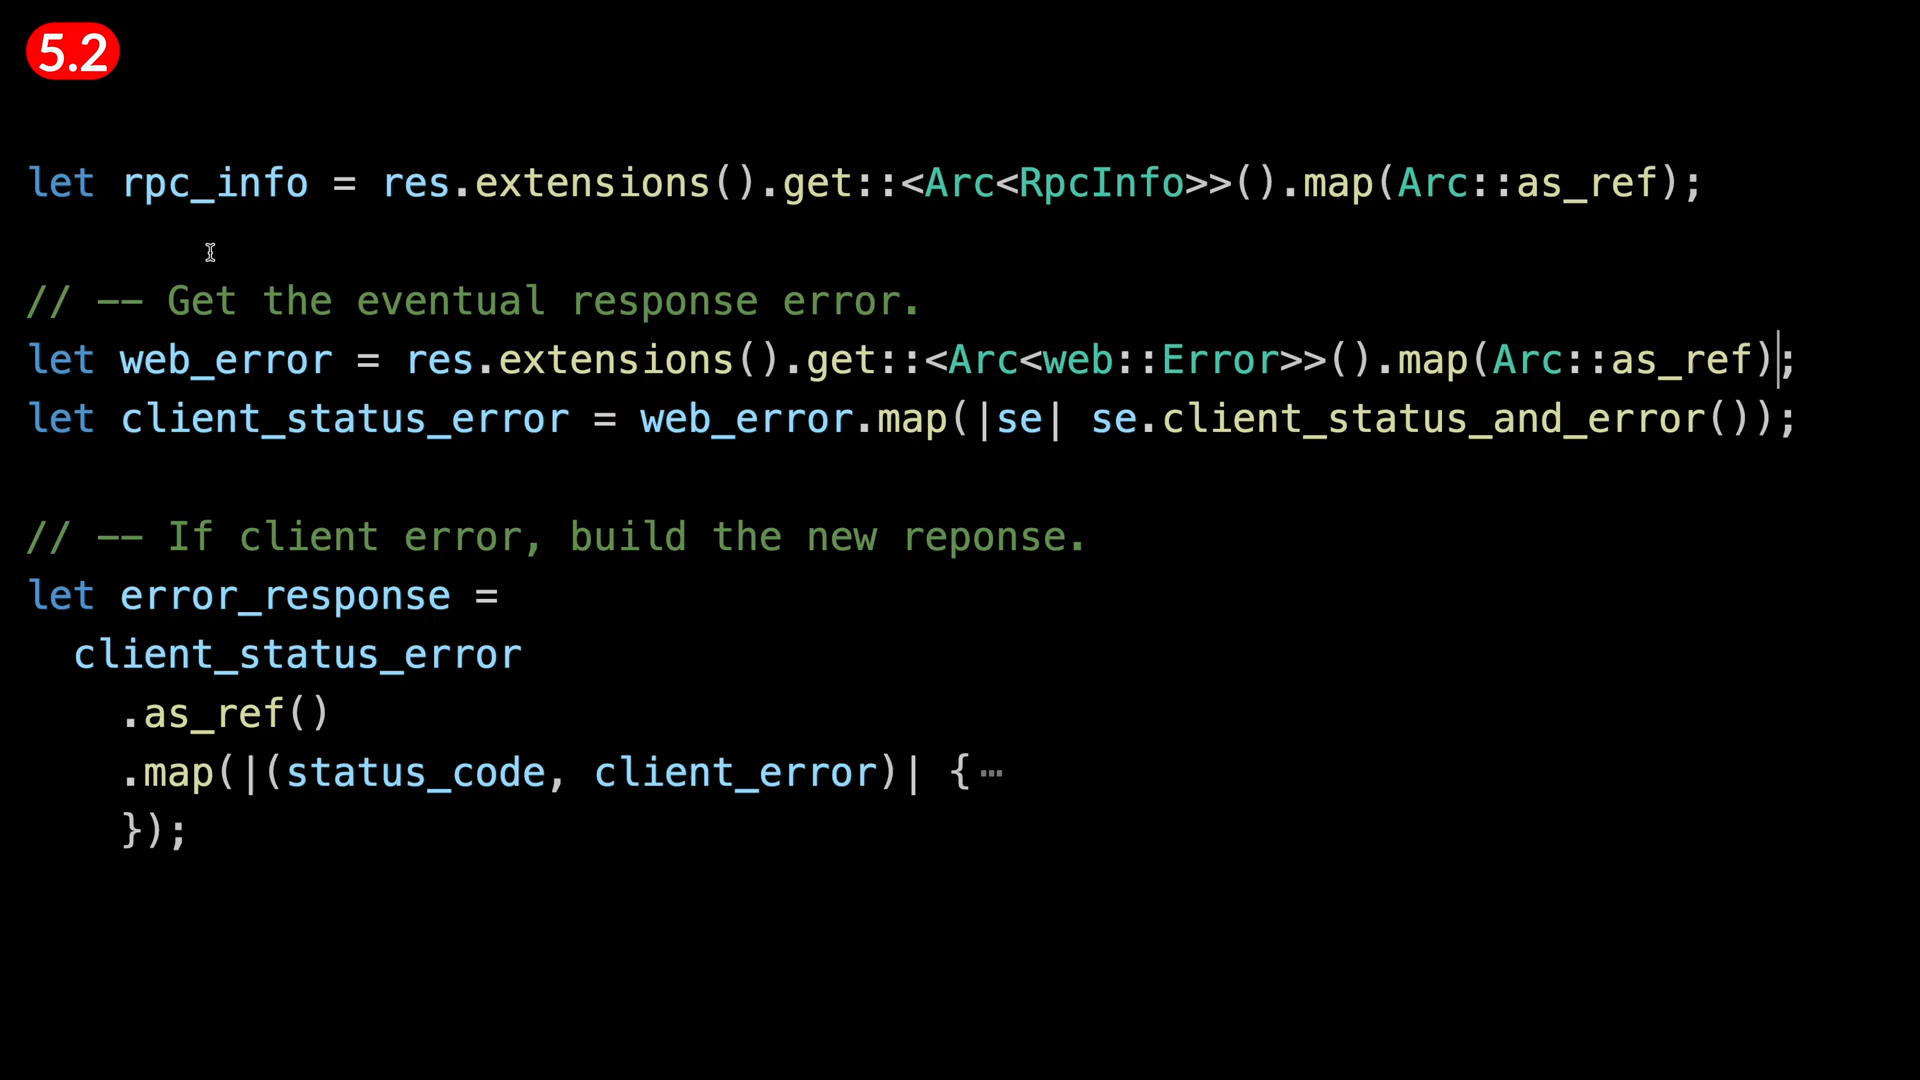 5.2
let rpc_info = res.extensions().get::<Arc<RpcInfo>>().map(Arc::as_ref);
// -- Get the eventual response error.
let web_error = res.extensions().get::<Arc<web::Error>>().map(Arc::as_ref);
let client_status_error = web_error.map(|se| se.client_status_and_error());
// -- If client error, build the new reponse.
let error_response =
client_status_error
.as_ref()
.map(|(status_code, client_error)| {⋯
});